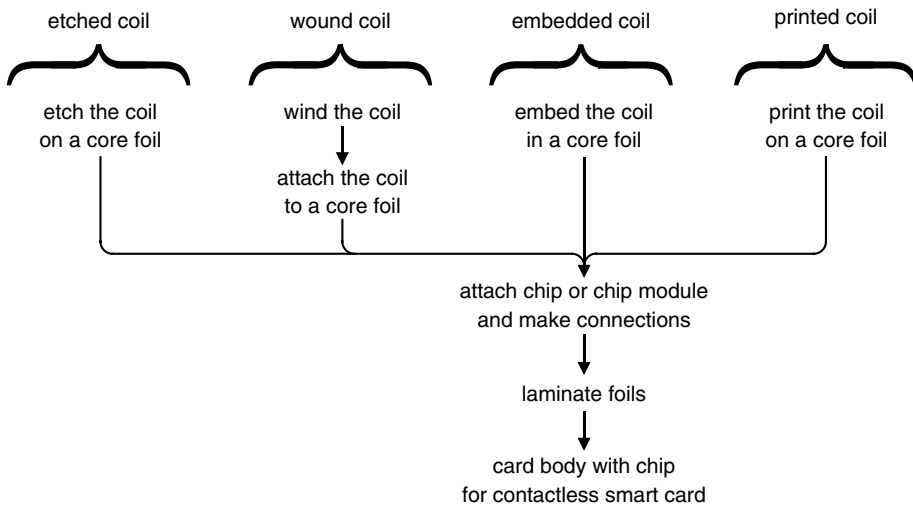 etched coil
wound coil
embedded coil
printed coil
etch the coil
on a core foil
wind the coil
attach the coil
to a core foil
embed the coil
in a core foil
print the coil
on a core foil
attach chip or chip module
and make connections
laminate foils
card body with chip
for contactless smart card